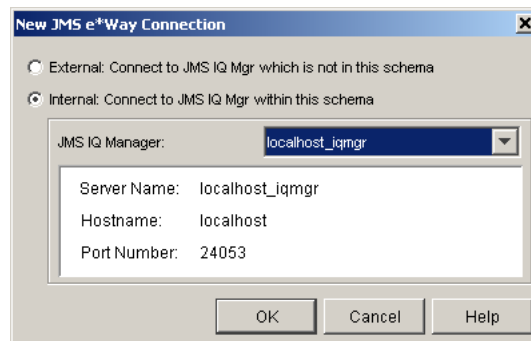 New JMS e*Way Connection
External: Connect to JMS IQ Mgr which is not in this schema
Internal: Connect to JMS IQ Mgr within this schema
JMS IQ Manager: localhost_iqmgr
Server Name: localhost_iqmgr
Hostname: localhost
Port Number: 24053
OK Cancel Help